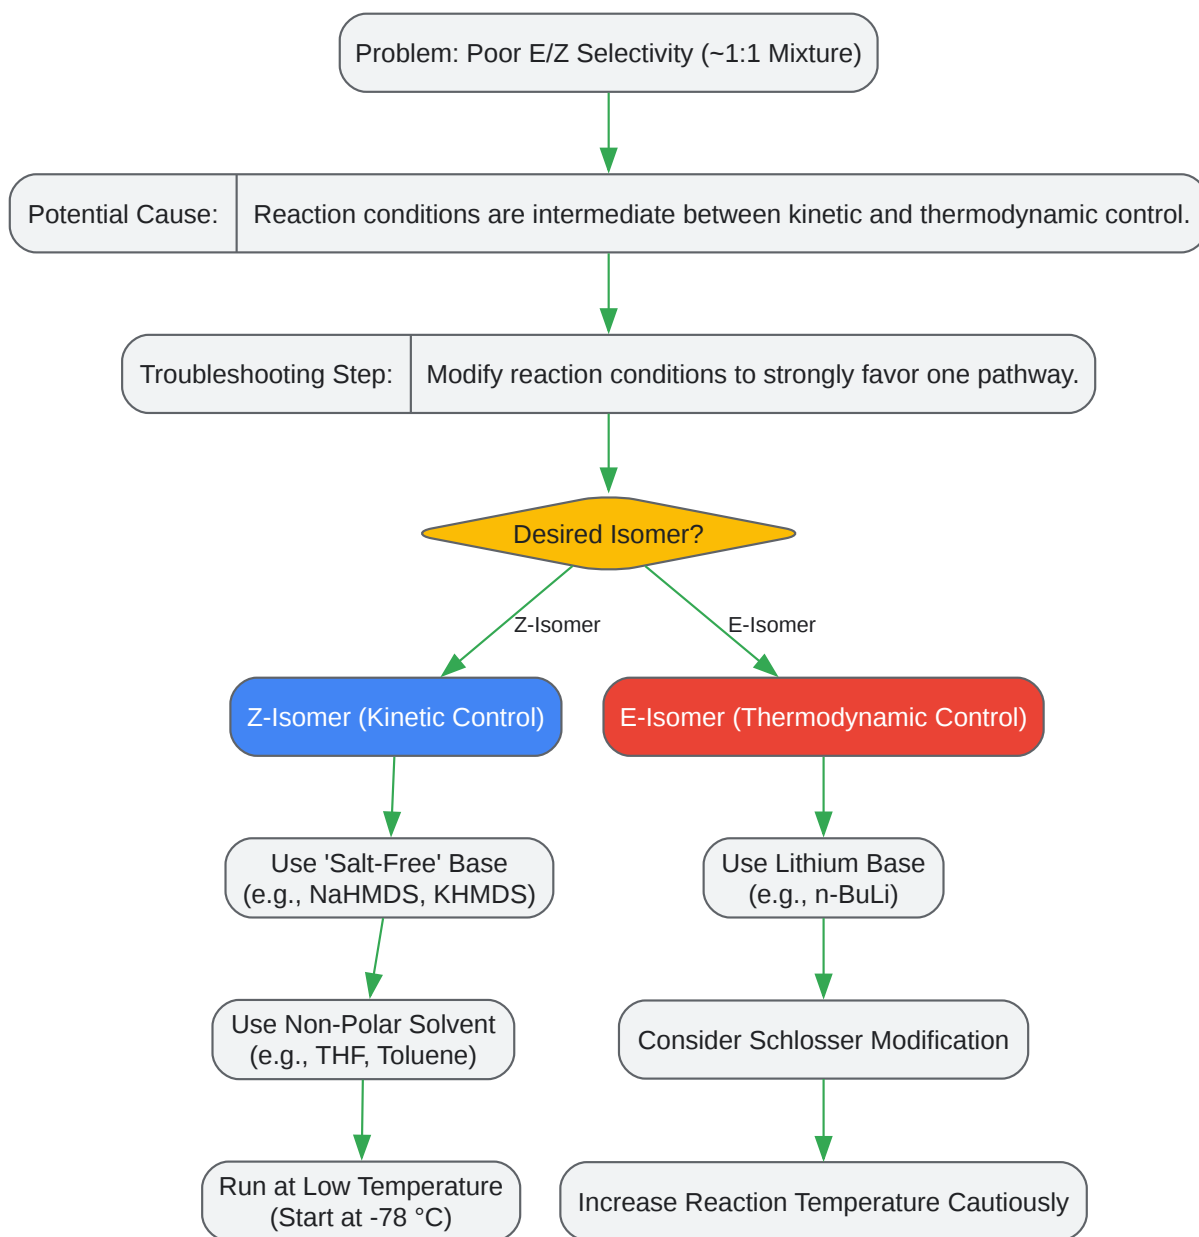 Problem: Poor E/Z Selectivity (~1:1 Mixture)
Potential Cause:
Reaction conditions are intermediate between kinetic and thermodynamic control.
Troubleshooting Step:
Modify reaction conditions to strongly favor one pathway.
Desired Isomer?
Z-Isomer
E-Isomer
Z-Isomer (Kinetic Control)
E-Isomer (Thermodynamic Control)
Use 'Salt-Free' Base
(e.g., NaHMDS, KHMDS)
Use Lithium Base
(e.g., n-BuLi)
Use Non-Polar Solvent
(e.g., THF, Toluene)
Consider Schlosser Modification
Run at Low Temperature
(Start at -78 °C)
Increase Reaction Temperature Cautiously